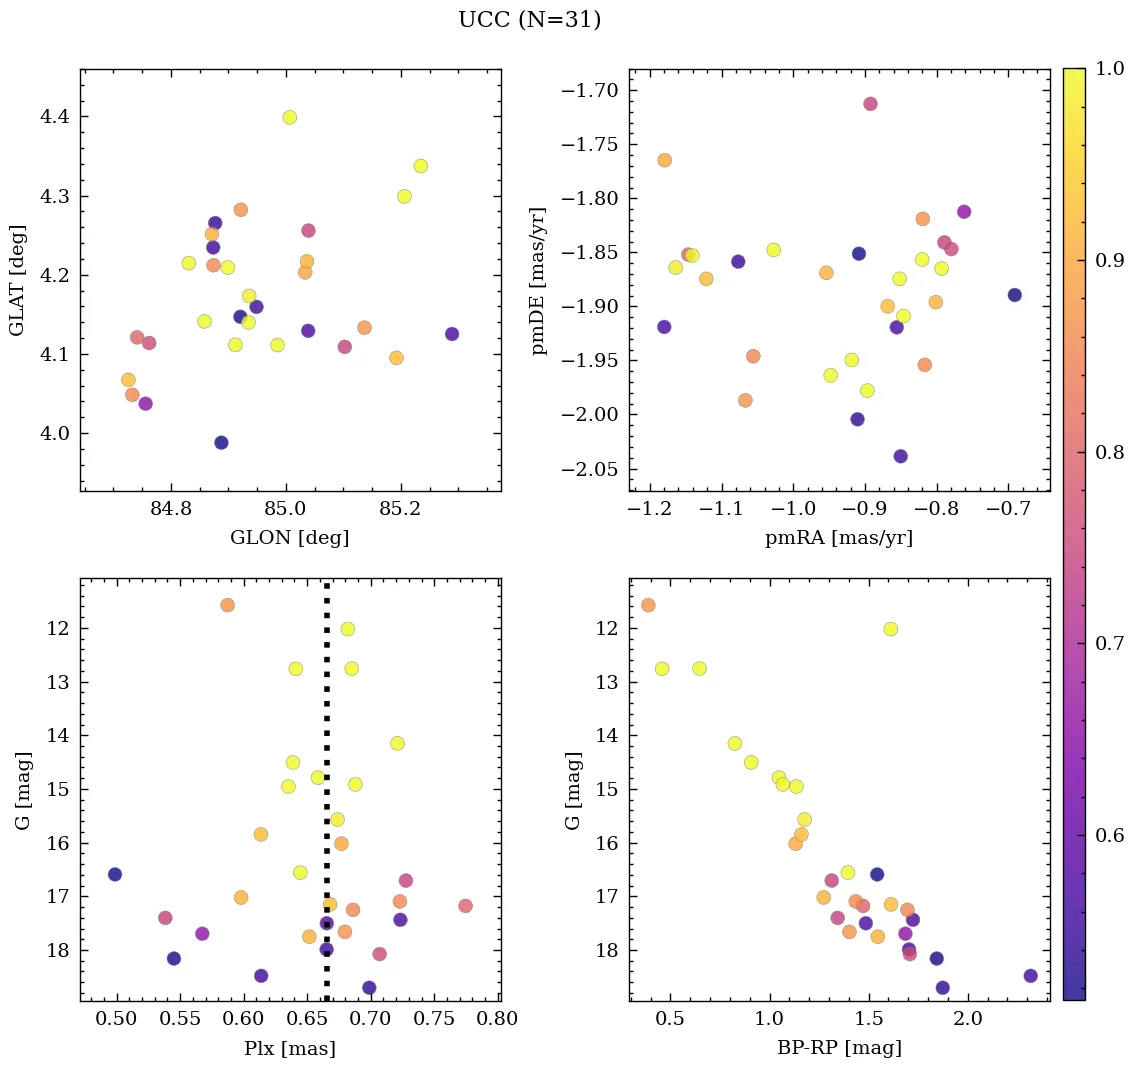 UCC (N=31)
4.4
4.3
4.2
4.1
4.0
GLAT [deg]
84.8 85.0 85.2
GLON [deg]
−1.70
−1.75
−1.80
−1.85
−1.90
−1.95
−2.00
−2.05
pmDE [mas/yr]
−1.2 −1.1 −1.0 −0.9 −0.8 −0.7
pmRA [mas/yr]
12
13
14
15
16
17
18
G [mag]
0.50 0.55 0.60 0.65 0.70 0.75 0.80
Plx [mas]
12
13
14
15
16
17
18
G [mag]
0.5 1.0 1.5 2.0
BP-RP [mag]
1.0
0.9
0.8
0.7
0.6